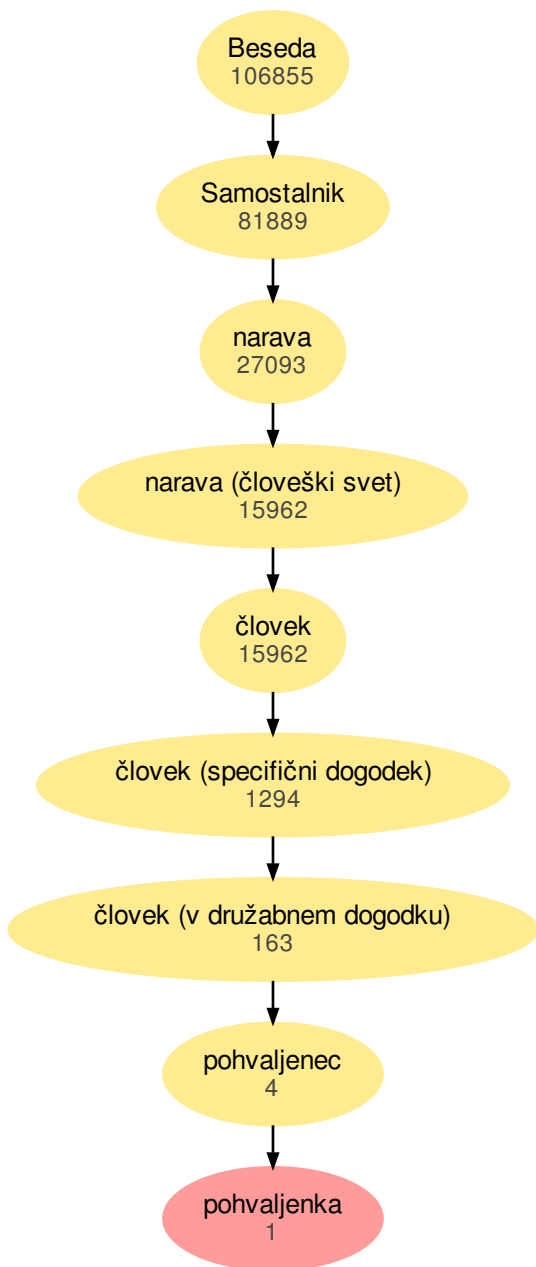 Beseda
106855
Samostalnik
81889
narava
27093
narava (človeški svet)
15962
človek
15962
človek (specifični dogodek)
1294
človek (v družabnem dogodku)
163
pohvaljenec
4
pohvaljenka
1